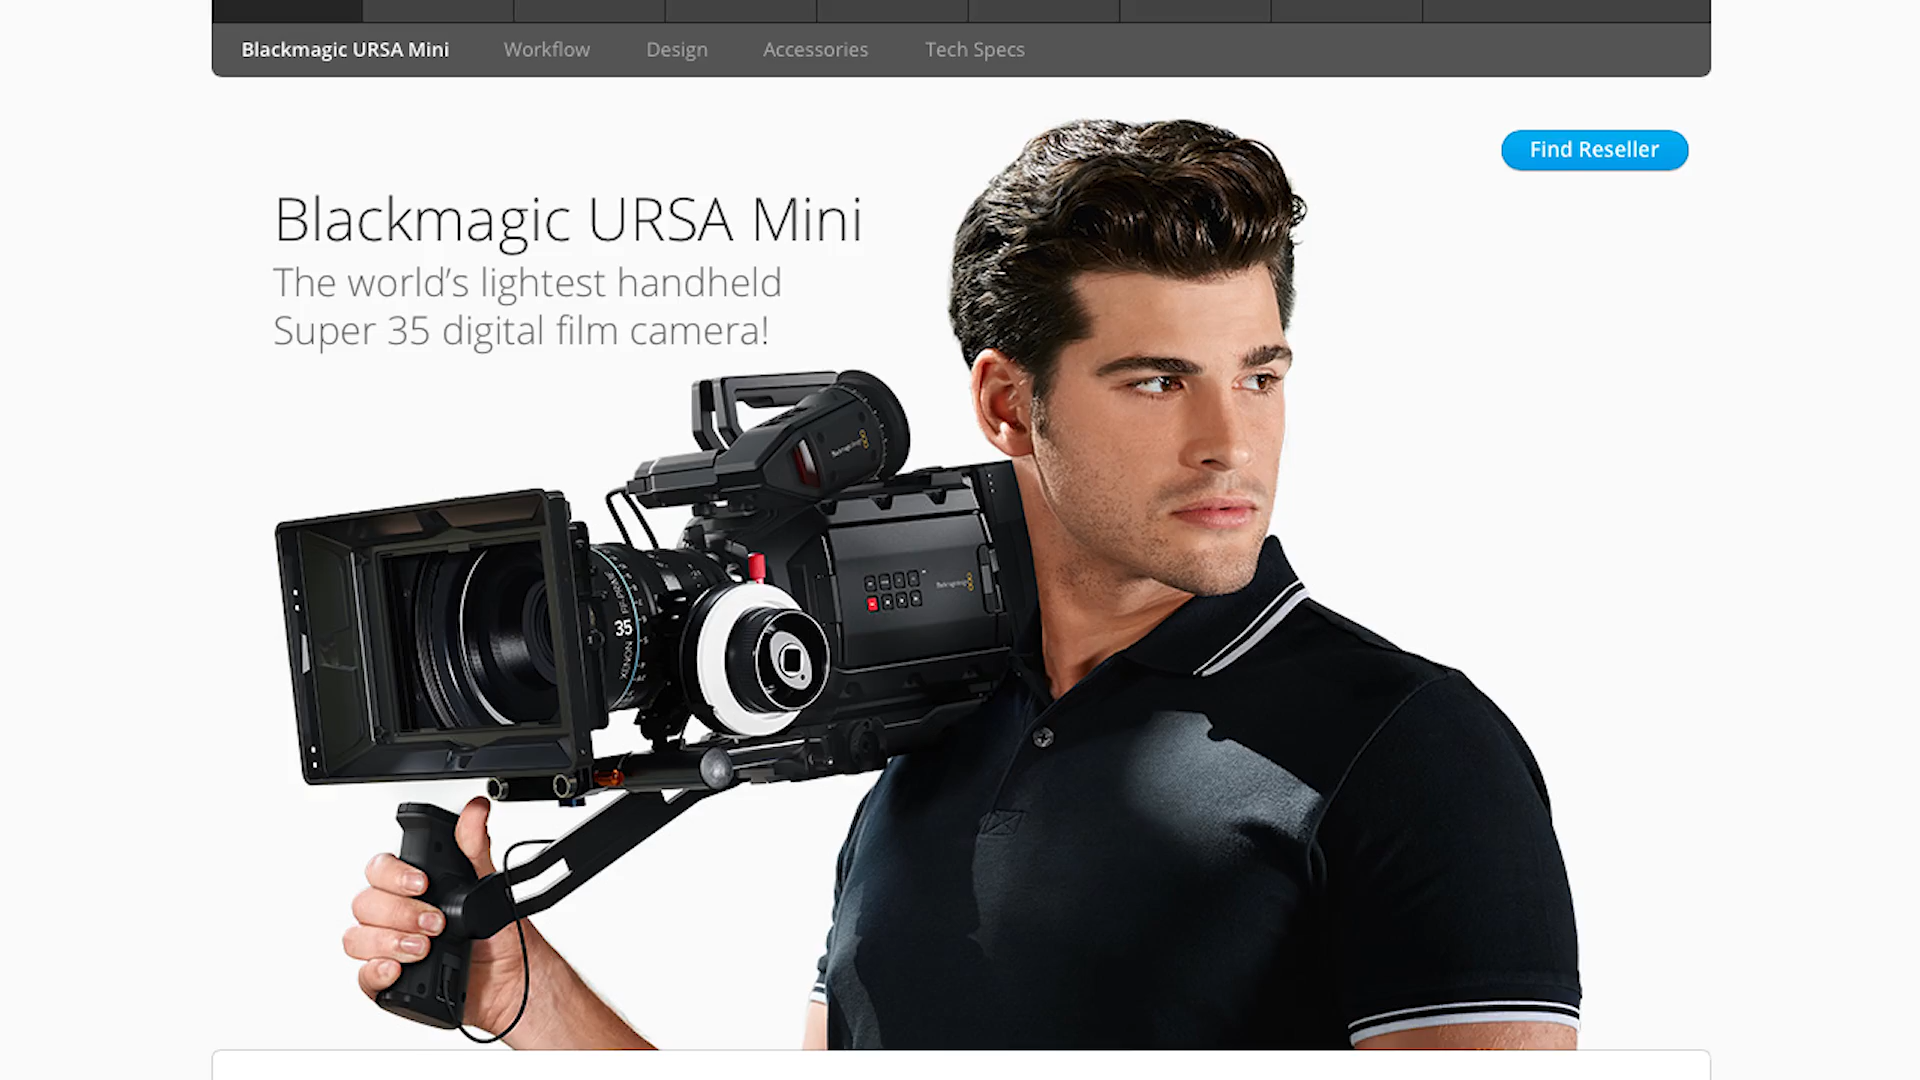 Blackmagic URSA Mini
Workflow
Design
Accessories
Tech Specs
Find Reseller
Blackmagic URSA Mini
The world's lightest handheld
Super 35 digital film camera!
35
XENON